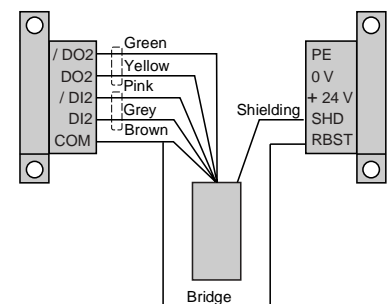 Green
/ DO2
Yellow
DO2
Pink
/ DI2
Grey
DI2
Brown
COM
PE
0 V
+ 24 V
Shielding
SHD
RBST
Bridge